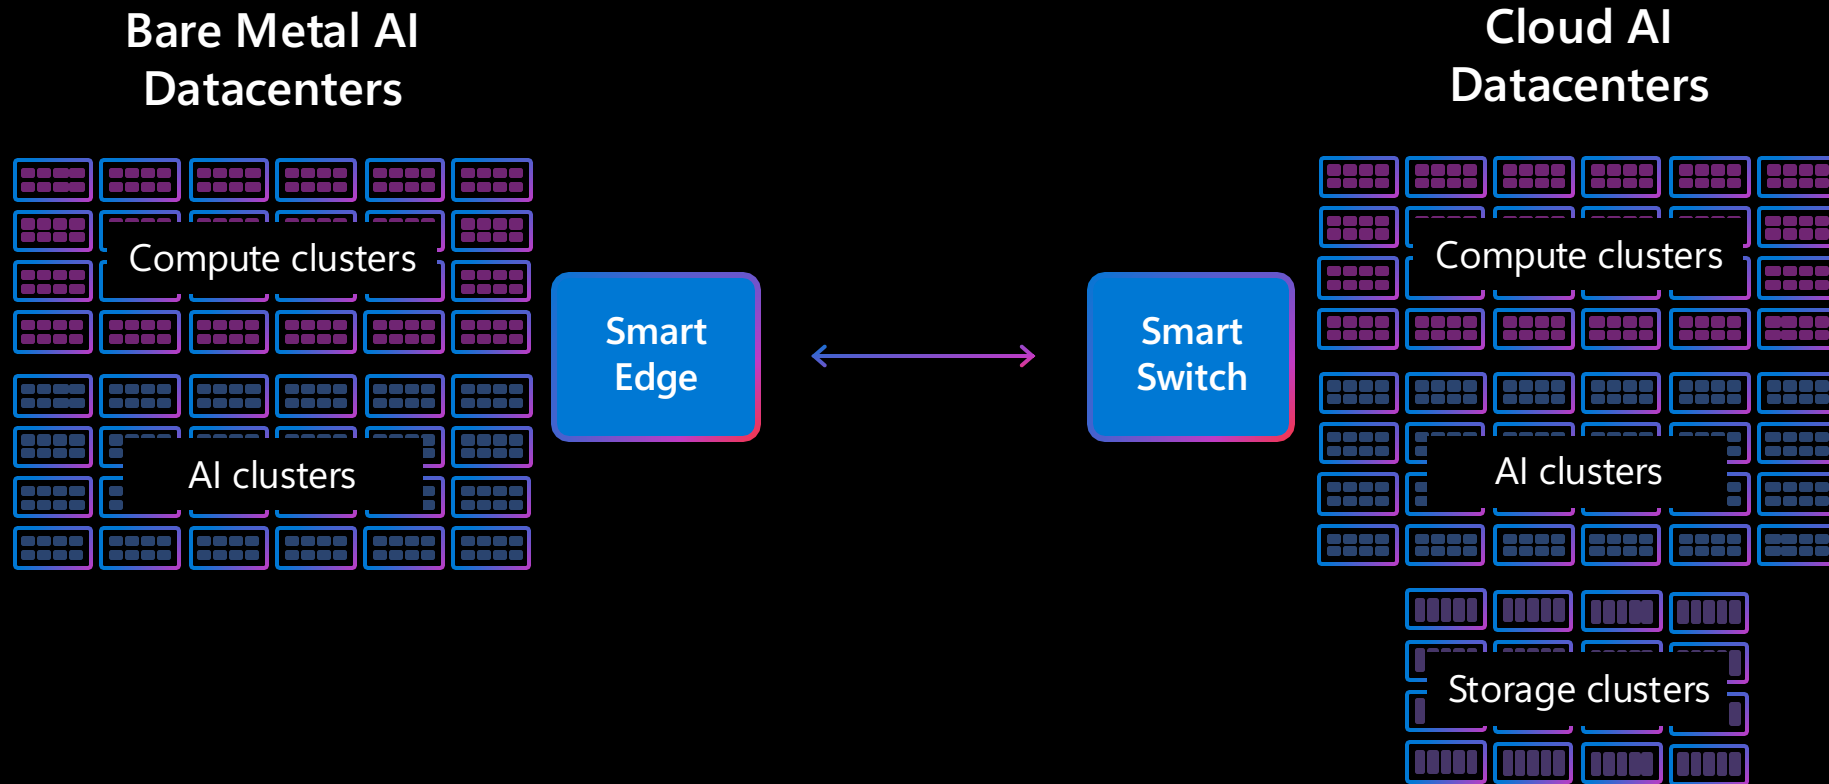 Bare Metal AI
Datacenters
Compute clusters
AI clusters
Smart
Edge
Smart
Switch
Cloud AI
Datacenters
Compute clusters
AI clusters
Storage clusters